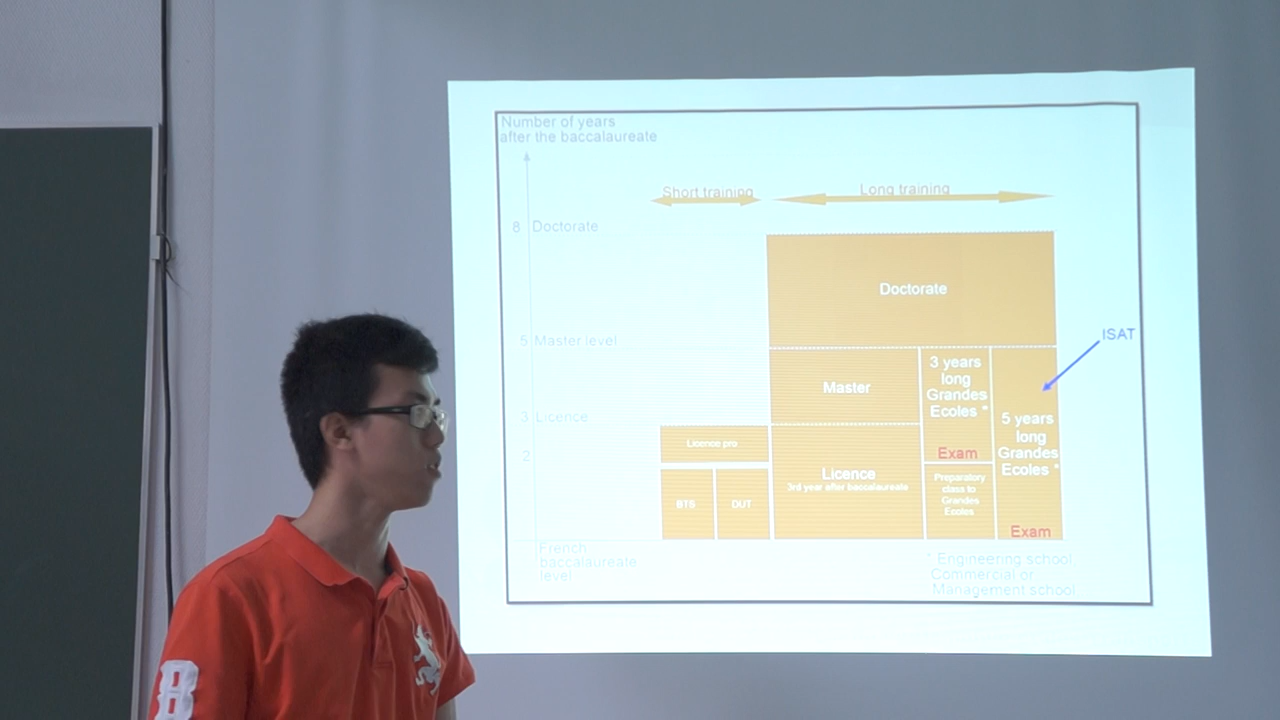 Number of years
after the baccalaureate
Short training
Long training
8 Doctorate
Doctorate
ISAT
5 Master level
Master
3 years
long
Grandes
Ecoles *
Exam
5 years
long
Grandes
Ecoles *
Exam
3 Licence
2
Licence pro
BTS
DUT
Licence
3rd year after baccalaureate
Preparatory
class to
Grandes
Ecoles
French
baccalaureate
level
* Engineering school
Commercial or
Management school
8